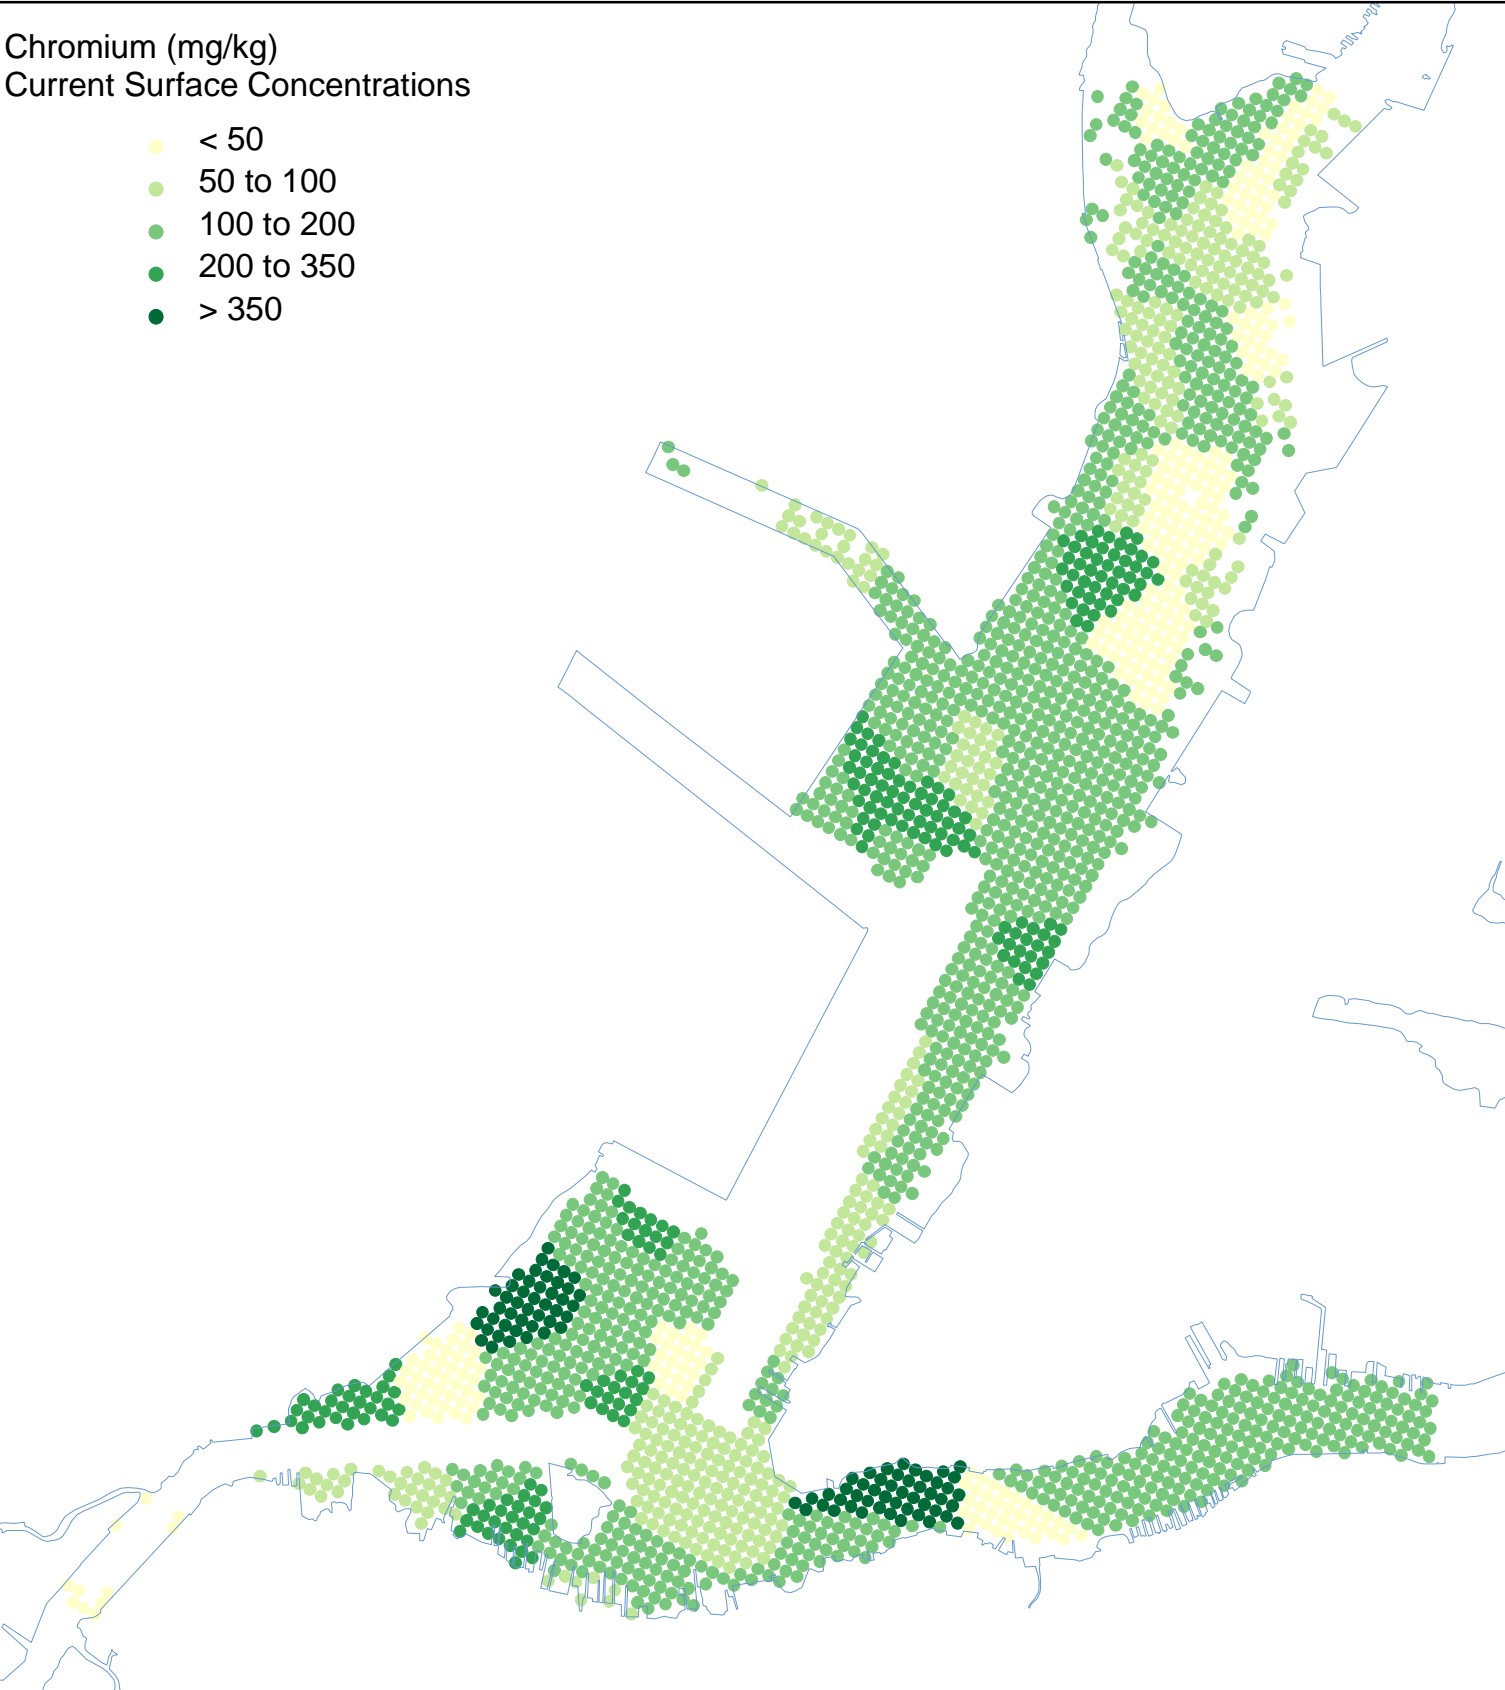 Chromium (mg/kg)
Current Surface Concentrations
< 50
50 to 100
100 to 200
200 to 350
> 350